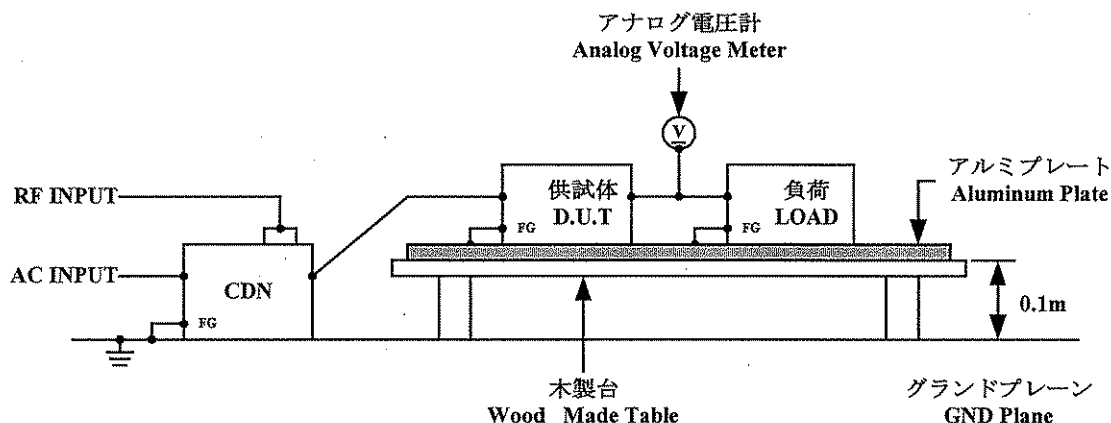 アナログ電圧計
Analog Voltage Meter
V
アルミプレート
Aluminum Plate
RF INPUT
供試体
D.U.T
FG
負荷
LOAD
FG
AC INPUT
CDN
FG
0.1m
木製台
Wood Made Table
グランドプレーン
GND Plane